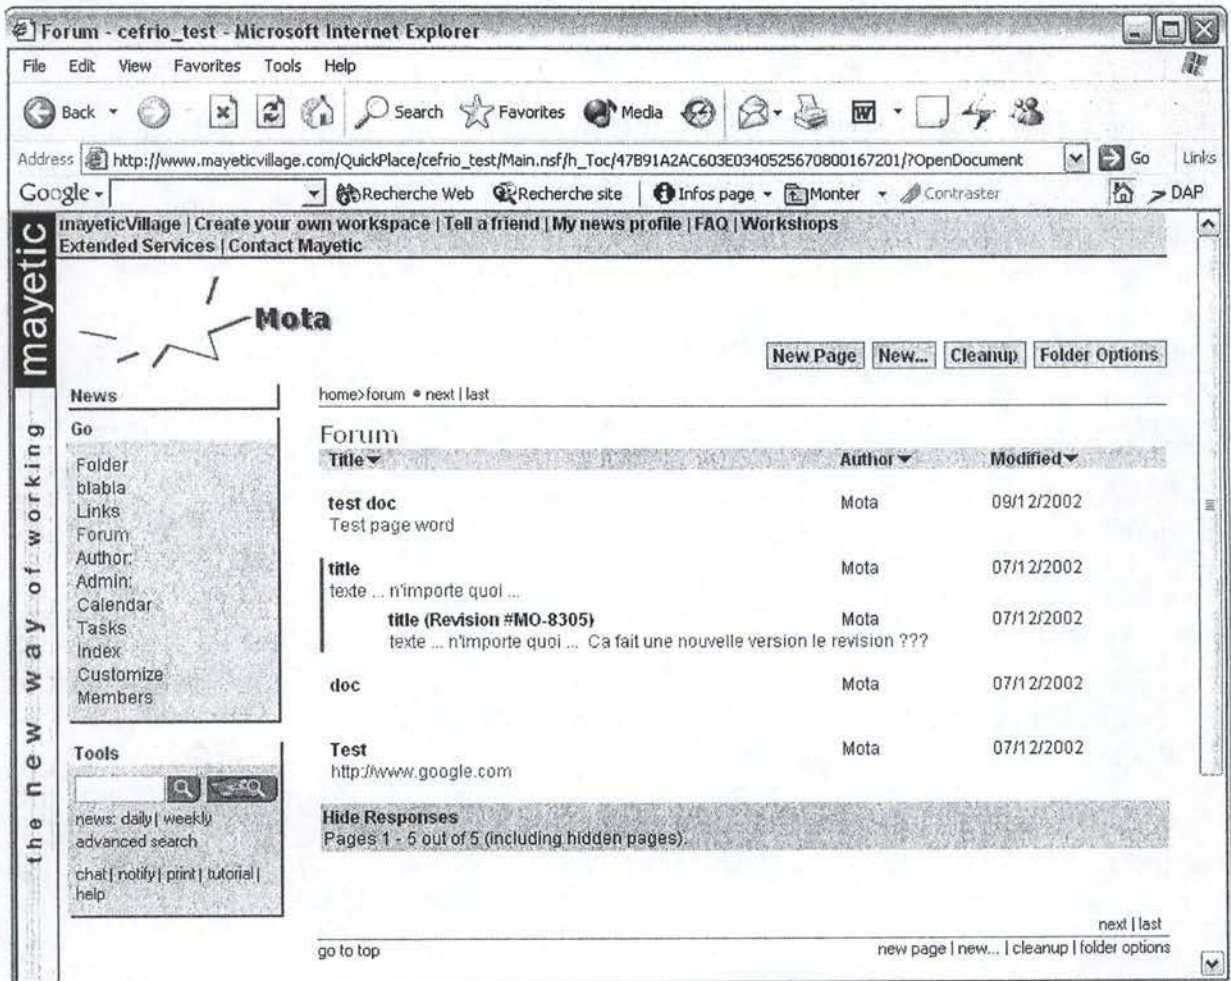 Forum - cefrio_test - Microsoft Internet Explorer
File Edit View Favorites Tools Help
Back Search Favorites Media
Address http://www.mayeticvillage.com/QuickPlace/cefrio_test/Main.nsf/h_Toc/47B91A2AC603E0340525670800167201/?OpenDocument Go Links
Google Recherche Web Recherche site Infos page Monter Contraster DAP
mayetic
the new way of working
mayeticVillage | Create your own workspace | Tell a friend | My news profile | FAQ | Workshops
Extended Services | Contact Mayetic
Mota
New Page New... Cleanup Folder Options
News
Go
Folder
blabla
Links
Forum
Author:
Admin:
Calendar
Tasks
Index
Customize
Members
Tools
news: daily | weekly
advanced search
chat | notify | print | tutorial |
help
home>forum • next | last
Forum
Title Author Modified
test doc Mota 09/12/2002
Test page word
title Mota 07/12/2002
texte ... n'importe quoi ...
title (Revision #MO-8305) Mota 07/12/2002
texte ... n'importe quoi ... Ca fait une nouvelle version le revision ???
doc Mota 07/12/2002
Test Mota 07/12/2002
http://www.google.com
Hide Responses
Pages 1 - 5 out of 5 (including hidden pages).
next | last
go to top new page | new... | cleanup | folder options